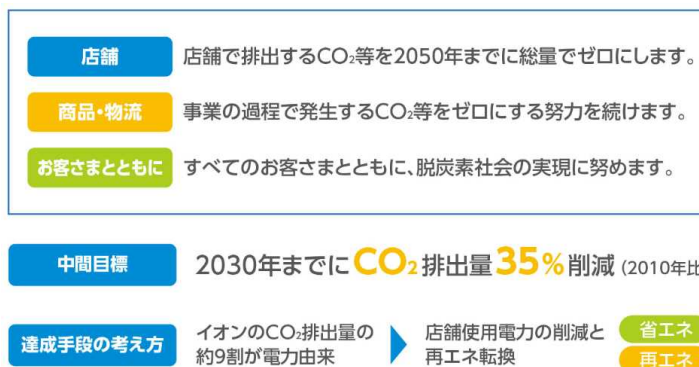 店舗 店舗で排出するCO₂等を2050年までに総量でゼロにします。
商品・物流 事業の過程で発生するCO₂等をゼロにする努力を続けます。
お客さまとともに すべてのお客さまとともに、脱炭素社会の実現に努めます。
中間目標 2030年までにCO₂排出量35%削減(2010年比
達成手段の考え方 イオンのCO₂排出量の 店舗使用電力の削減と 省エネ
約9割が電力由来 再エネ転換 再エネ